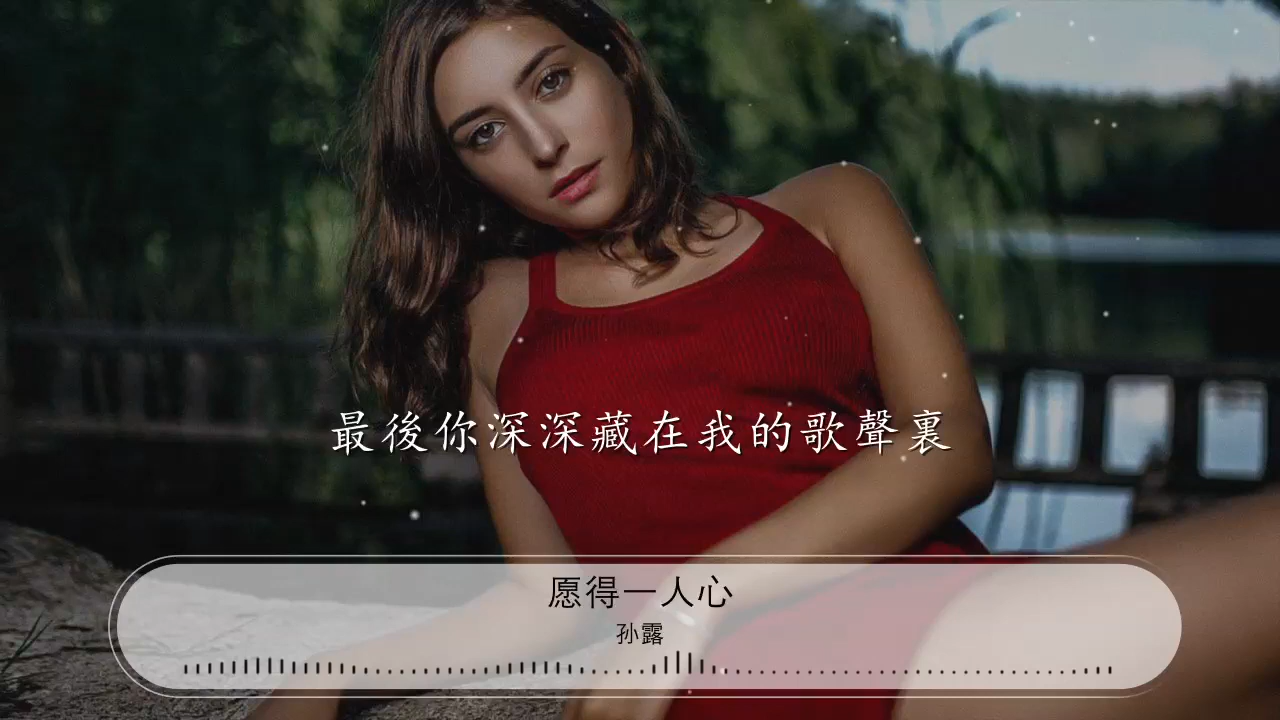 最後你深深藏在我的歌聲裏
愿得一人心
孙露